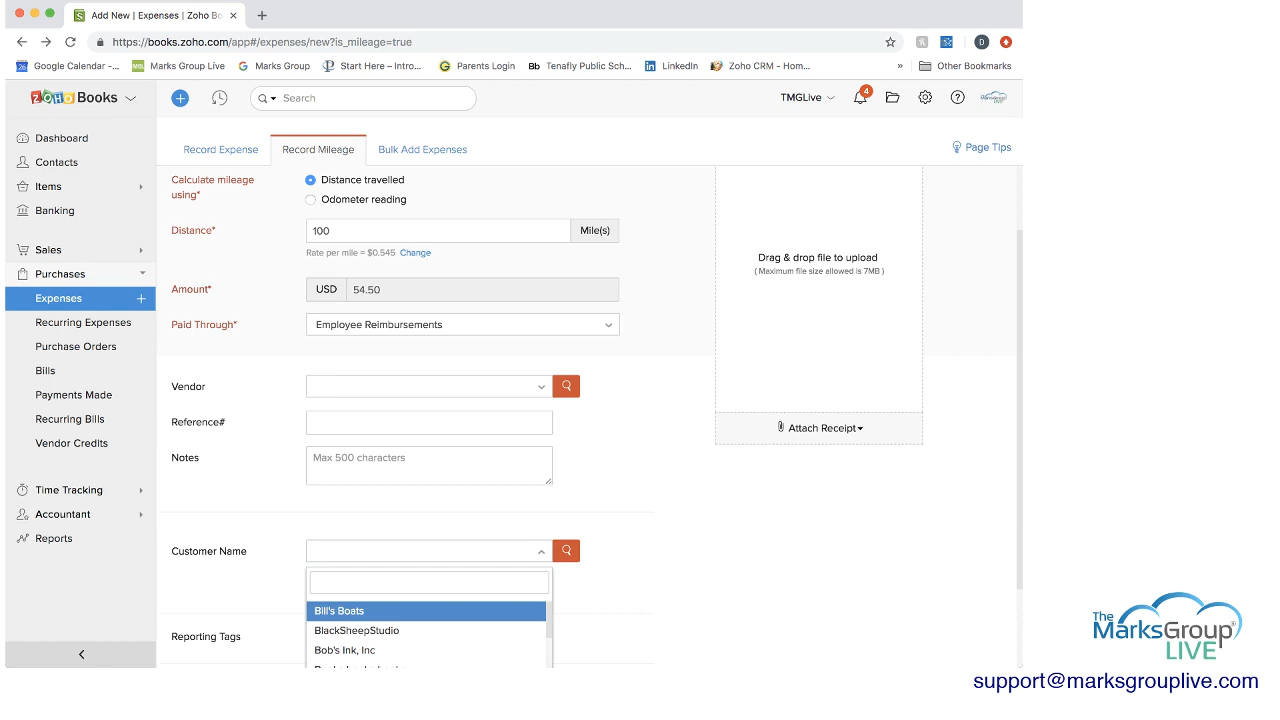 Add New | Expenses | Zoho Bo
https://books.zoho.com/app#/expenses/new?is_mileage=true
D
26 Google Calendar -...
Marks Group Live
G Marks Group
Start Here – Intro...
G Parents Login
Bb Tenafly Public Sch...
in LinkedIn
Zoho CRM - Hom...
»
Other Bookmarks
ZOHO Books
Search
TMGLive
4
Dashboard
Contacts
Items
Banking
Sales
Purchases
Expenses
Recurring Expenses
Purchase Orders
Bills
Payments Made
Recurring Bills
Vendor Credits
Time Tracking
Accountant
Reports
Record Expense
Record Mileage
Bulk Add Expenses
Page Tips
Calculate mileage
using*
Distance travelled
Odometer reading
Distance*
100
Mile(s)
Rate per mile = $0.545 Change
Amount*
USD
54.50
Paid Through*
Employee Reimbursements
Vendor
Reference#
Notes
Max 500 characters
Customer Name
Bill's Boats
BlackSheepStudio
Bob's Ink, Inc
Reporting Tags
Drag & drop file to upload
( Maximum file size allowed is 7MB )
Attach Receipt
The
MarksGroup®
LIVE
support@marksgrouplive.com